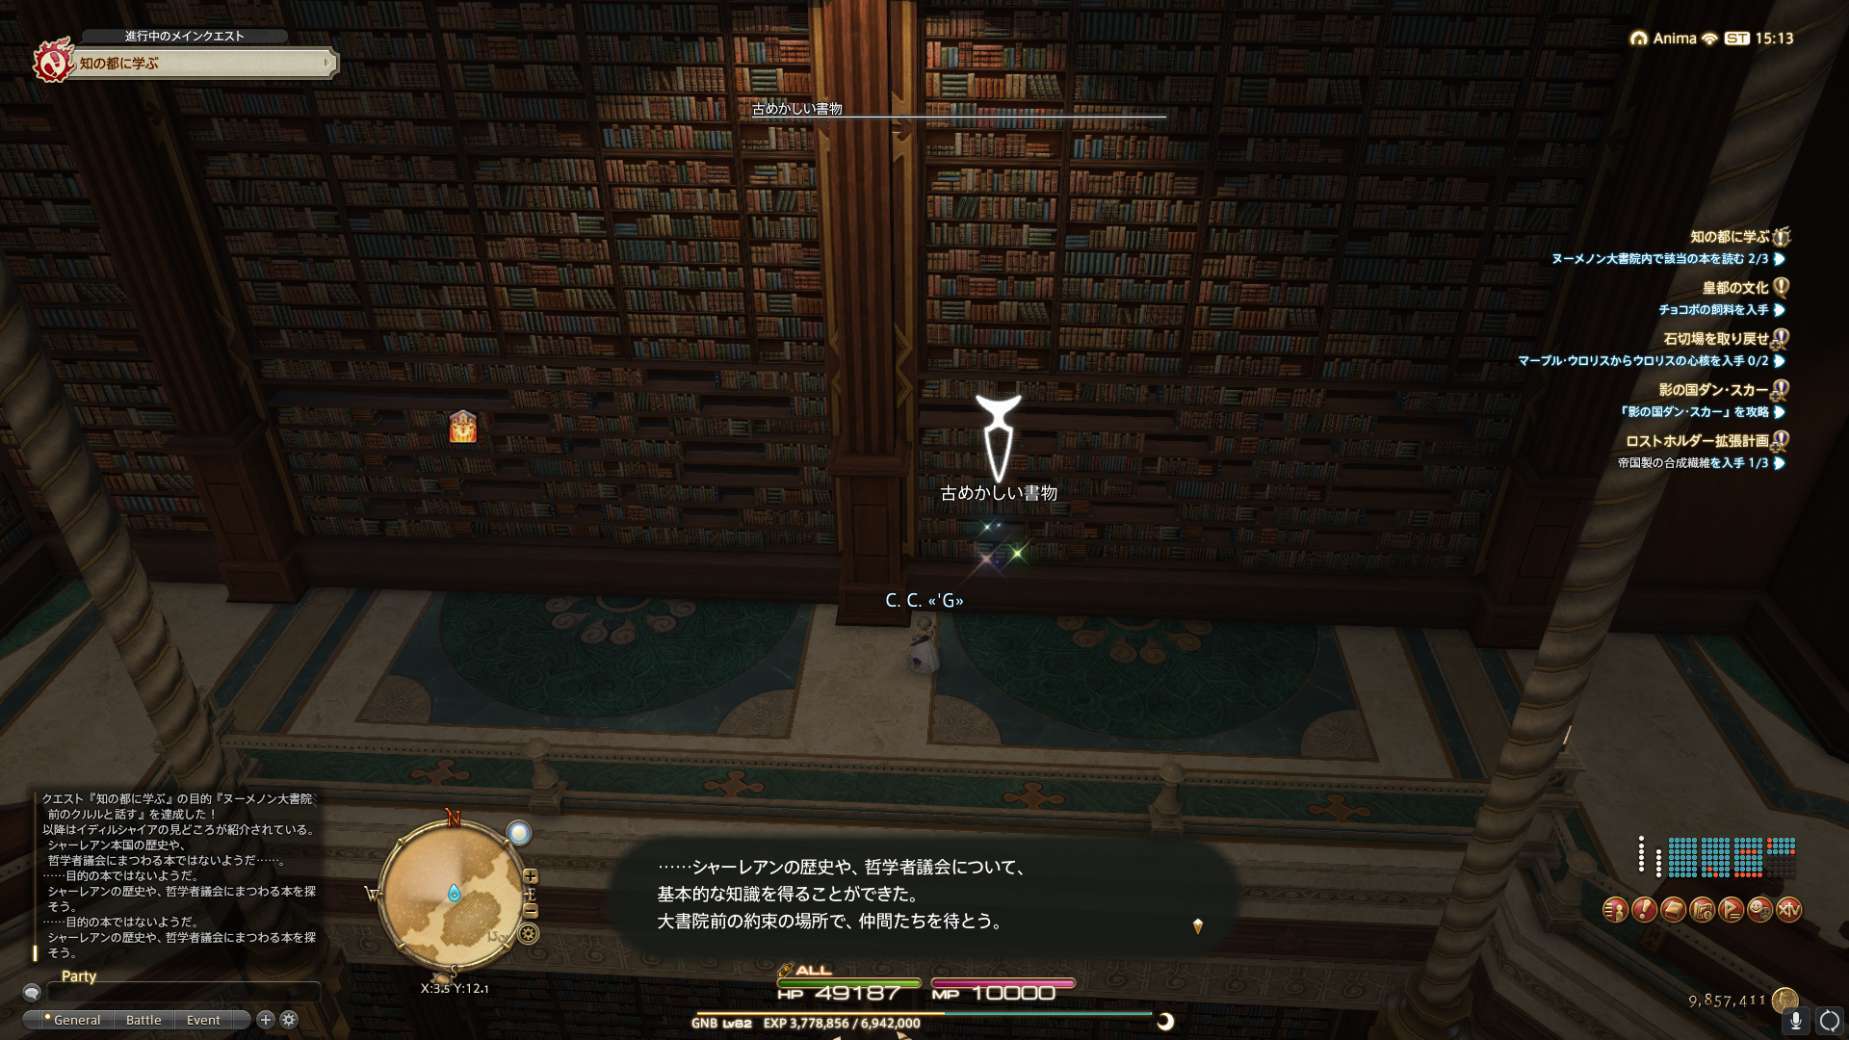 進行中のメインクエスト
知の都に学ぶ
Anima ST 15:13
古めかしい書物
知の都に学ぶ
ヌーメノン大書院内で該当の本を読む 2/3
皇都の文化
チョコボの飼料を入手
石切場を取り戻せ
マーブル・ウロリスからウロリスの心核を入手 0/2
影の国ダン・スカー
『影の国ダン・スカー』を攻略
ロストホルダー拡張計画
帝国製の合成繊維を入手 1/3
古めかしい書物
C. C. «'G»
クエスト『知の都に学ぶ』の目的『ヌーメノン大書院
前のクルルと話す』を達成した！
以降はイディルシャイアの見どころが紹介されている。
シャーレアン本国の歴史や、
哲学者議会にまつわる本ではないようだ……。
……目的の本ではないようだ。
シャーレアンの歴史や、哲学者議会にまつわる本を探
そう。
……目的の本ではないようだ。
シャーレアンの歴史や、哲学者議会にまつわる本を探
そう。
Party
General Battle Event
N
W
E
S
X:3.5 Y:12.1
……シャーレアンの歴史や、哲学者議会について、
基本的な知識を得ることができた。
大書院前の約束の場所で、仲間たちを待とう。
ALL
HP 49187 MP 10000
GNB Lv82 EXP 3,778,856 / 6,942,000
XIV
9,857,411